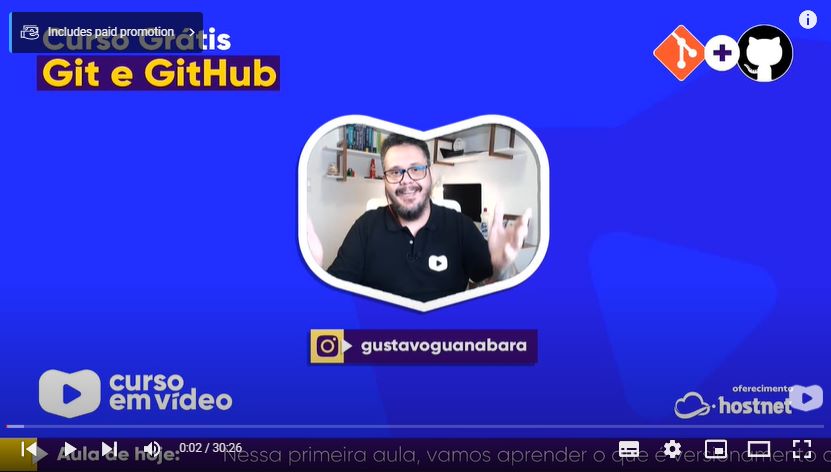 Includes paid promotion
Curso Grátis
Git e GitHub
gustavoguanabara
curso
em vídeo
oferecimento
hostnet
0:02 / 30:26
Aula de hoje: Nessa primeira aula, vamos aprender o que é versionamento